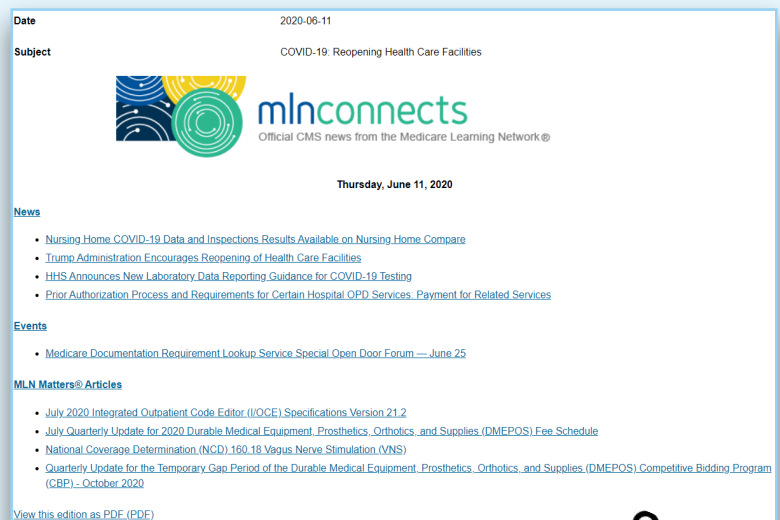 Date 2020-06-11
Subject COVID-19: Reopening Health Care Facilities
mlnconnects
Official CMS news from the Medicare Learning Network®
Thursday, June 11, 2020
News
Nursing Home COVID-19 Data and Inspections Results Available on Nursing Home Compare
Trump Administration Encourages Reopening of Health Care Facilities
HHS Announces New Laboratory Data Reporting Guidance for COVID-19 Testing
Prior Authorization Process and Requirements for Certain Hospital OPD Services: Payment for Related Services
Events
Medicare Documentation Requirement Lookup Service Special Open Door Forum — June 25
MLN Matters® Articles
July 2020 Integrated Outpatient Code Editor (I/OCE) Specifications Version 21.2
July Quarterly Update for 2020 Durable Medical Equipment, Prosthetics, Orthotics, and Supplies (DMEPOS) Fee Schedule
National Coverage Determination (NCD) 160.18 Vagus Nerve Stimulation (VNS)
Quarterly Update for the Temporary Gap Period of the Durable Medical Equipment, Prosthetics, Orthotics, and Supplies (DMEPOS) Competitive Bidding Program
(CBP) - October 2020
View this edition as PDF (PDF)